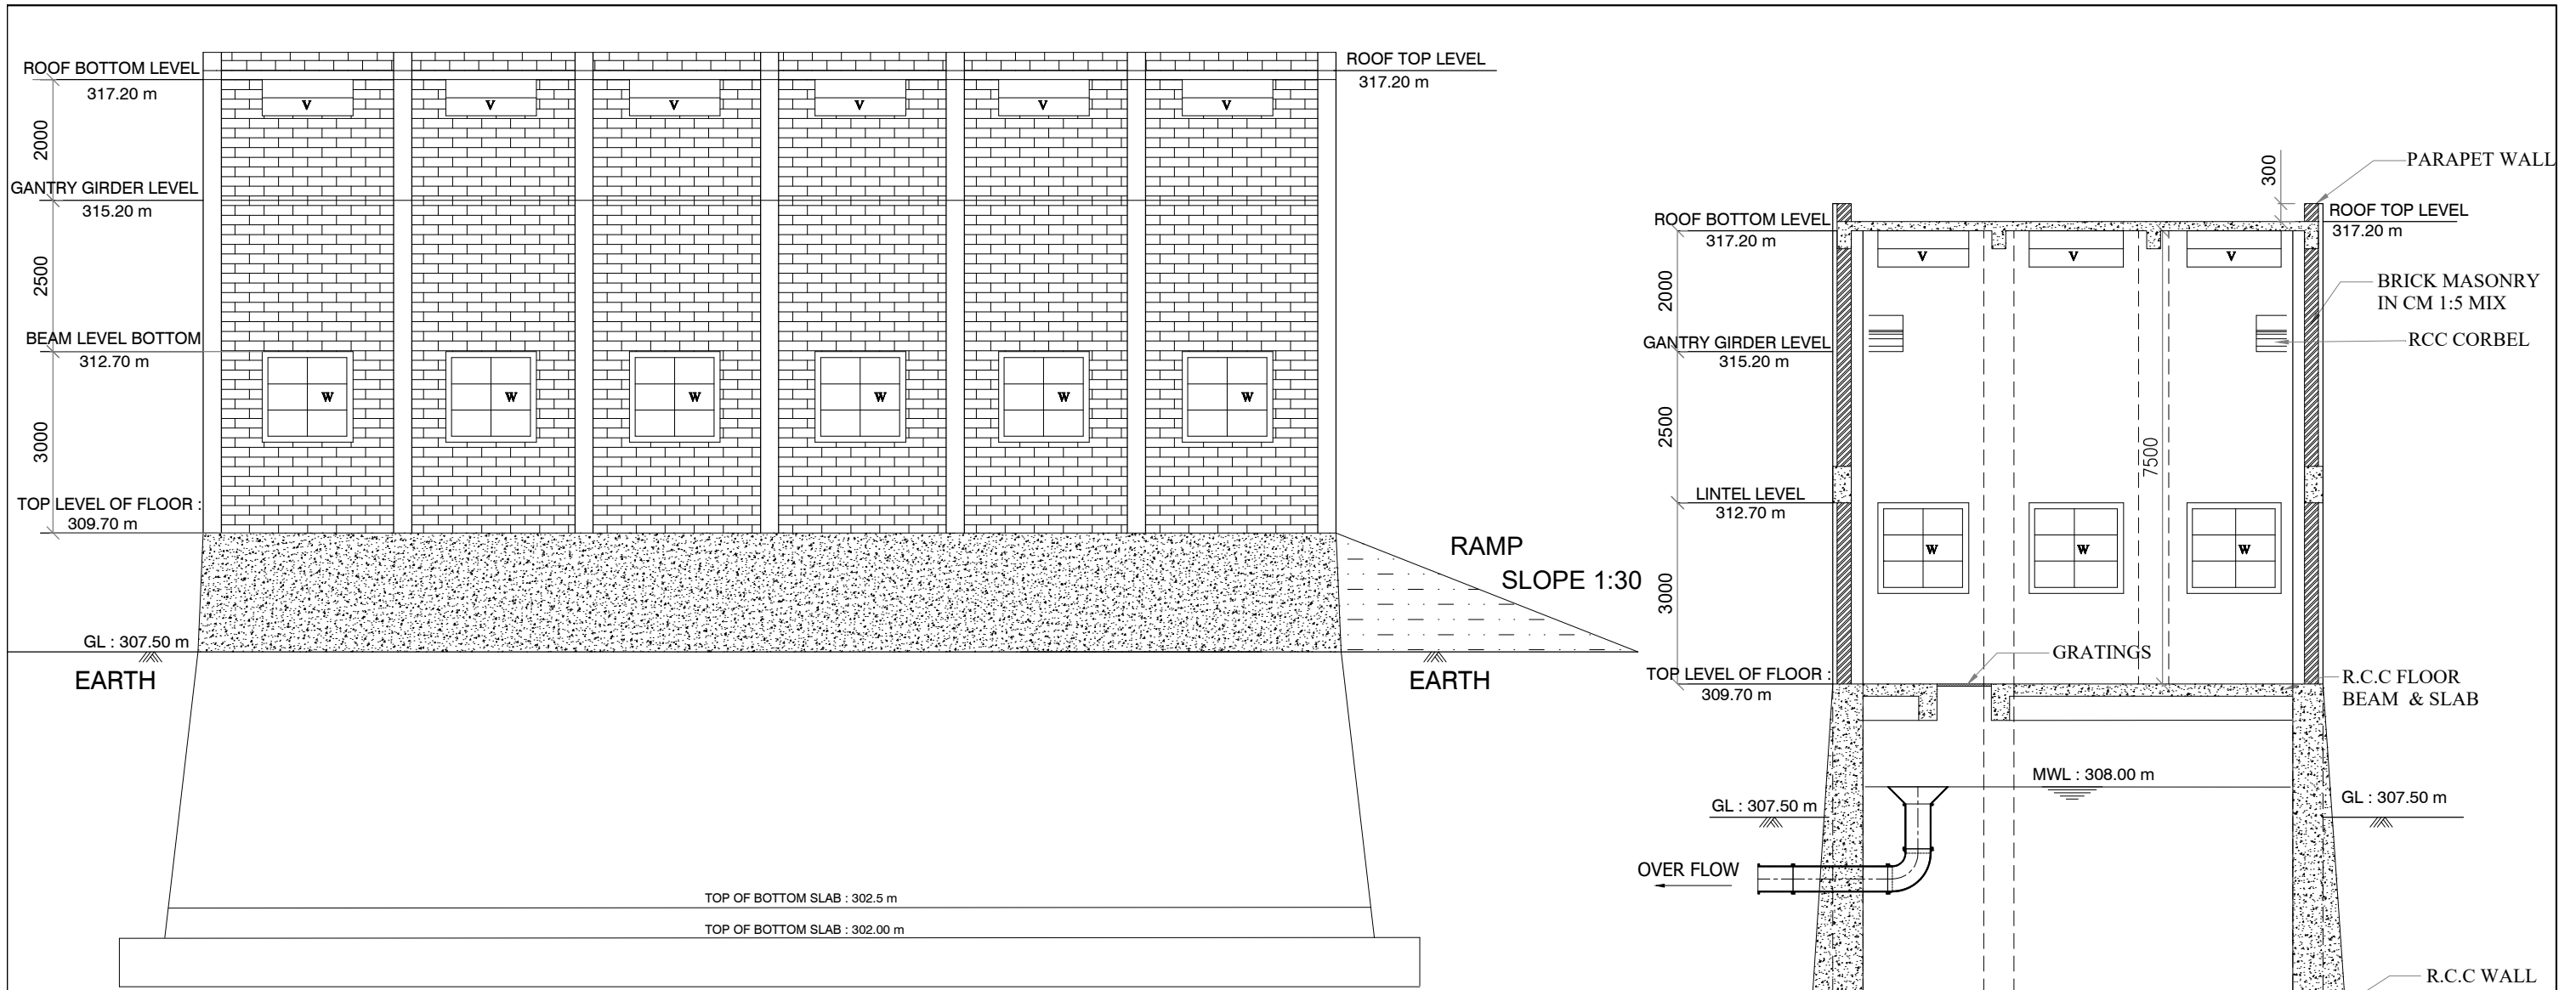 ROOF BOTTOM LEVEL
317.20 m
2000
GANTRY GIRDER LEVEL
315.20 m
2500
BEAM LEVEL BOTTOM
312.70 m
3000
TOP LEVEL OF FLOOR :
309.70 m
GL : 307.50 m
EARTH
V
V
V
V
V
V
W
W
W
W
W
W
ROOF TOP LEVEL
317.20 m
RAMP
SLOPE 1:30
EARTH
TOP OF BOTTOM SLAB : 302.5 m
TOP OF BOTTOM SLAB : 302.00 m
300
PARAPET WALL
ROOF BOTTOM LEVEL
317.20 m
ROOF TOP LEVEL
317.20 m
V
V
V
2000
BRICK MASONRY
IN CM 1:5 MIX
RCC CORBEL
GANTRY GIRDER LEVEL
315.20 m
2500
7500
LINTEL LEVEL
312.70 m
W
W
W
3000
GRATINGS
TOP LEVEL OF FLOOR :
309.70 m
R.C.C FLOOR
BEAM & SLAB
MWL : 308.00 m
GL : 307.50 m
GL : 307.50 m
OVER FLOW
R.C.C WALL